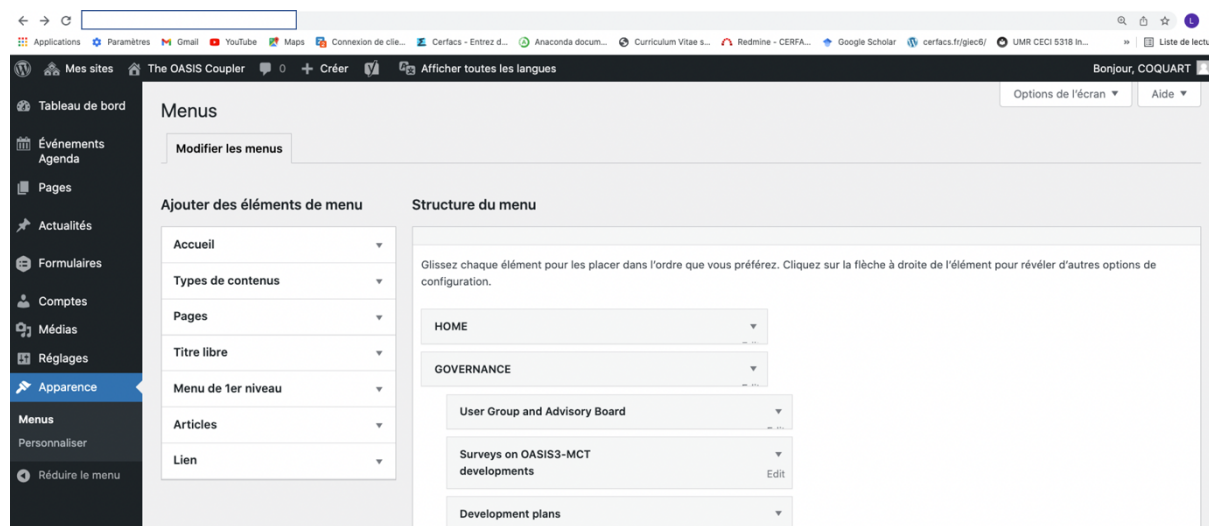 Applications Paramètres Gmail YouTube Maps Connexion de clie... Cerfacs - Entrez d... Anaconda docum... Curriculum Vitae s... Redmine - CERFA... Google Scholar cerfacs.fr/giec6/ UMR CECI 5318 In... » Liste de lectu
Mes sites The OASIS Coupler 0 + Créer Afficher toutes les langues Bonjour, COQUART
Options de l'écran ▼ Aide ▼
Tableau de bord
Événements
Agenda
Pages
Actualités
Formulaires
Comptes
Médias
Réglages
Apparence
Menus
Personnaliser
Réduire le menu
Menus
Modifier les menus
Ajouter des éléments de menu
Accueil
Types de contenus
Pages
Titre libre
Menu de 1er niveau
Articles
Lien
Structure du menu
Glissez chaque élément pour les placer dans l'ordre que vous préférez. Cliquez sur la flèche à droite de l'élément pour révéler d'autres options de
configuration.
HOME
GOVERNANCE
User Group and Advisory Board
Surveys on OASIS3-MCT
developments
Edit
Development plans